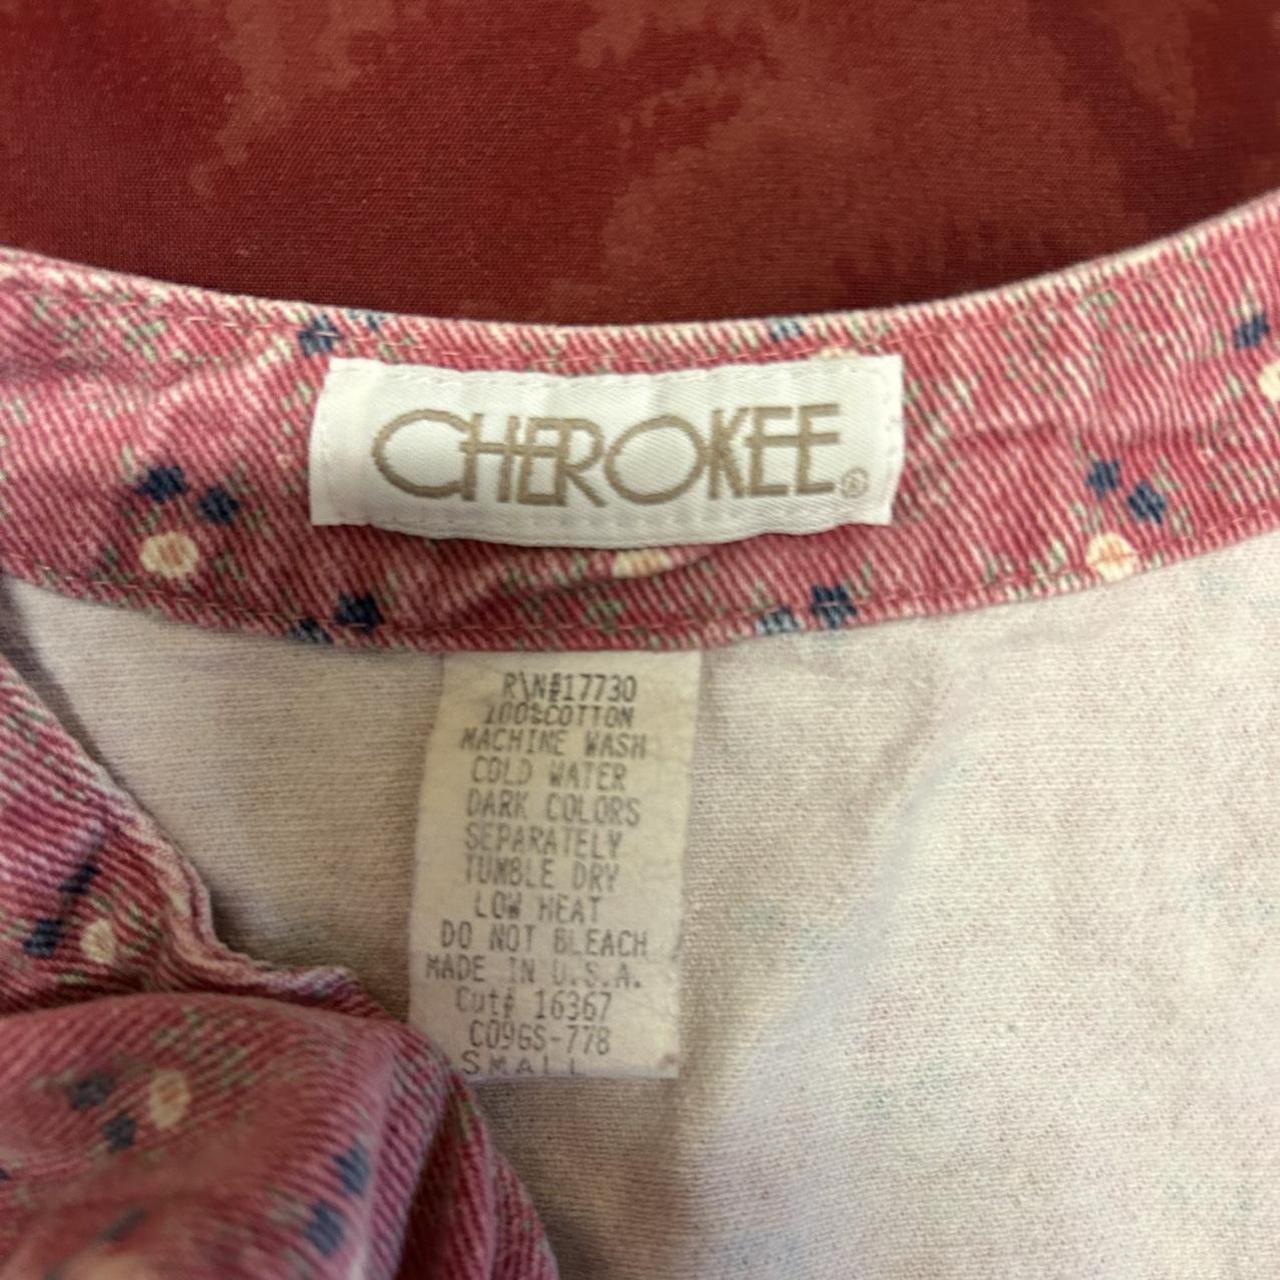 CHEROKEE®
R\N#17730
100%COTTON
MACHINE WASH
COLD WATER
DARK COLORS
SEPARATELY
TUMBLE DRY
LOW HEAT
DO NOT BLEACH
MADE IN U.S.A.
Cut# 16367
C09GS-778
SMALL